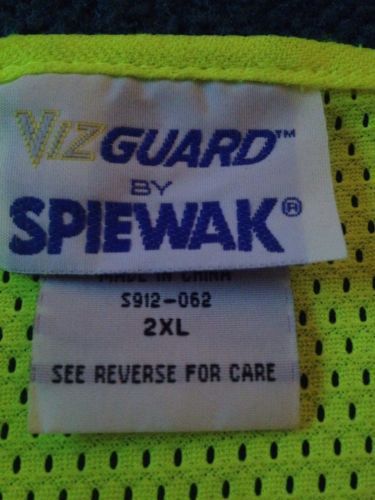 VIZGUARD™
BY
SPIEWAK®
MADE IN CHINA
S912-062
2XL
SEE REVERSE FOR CARE